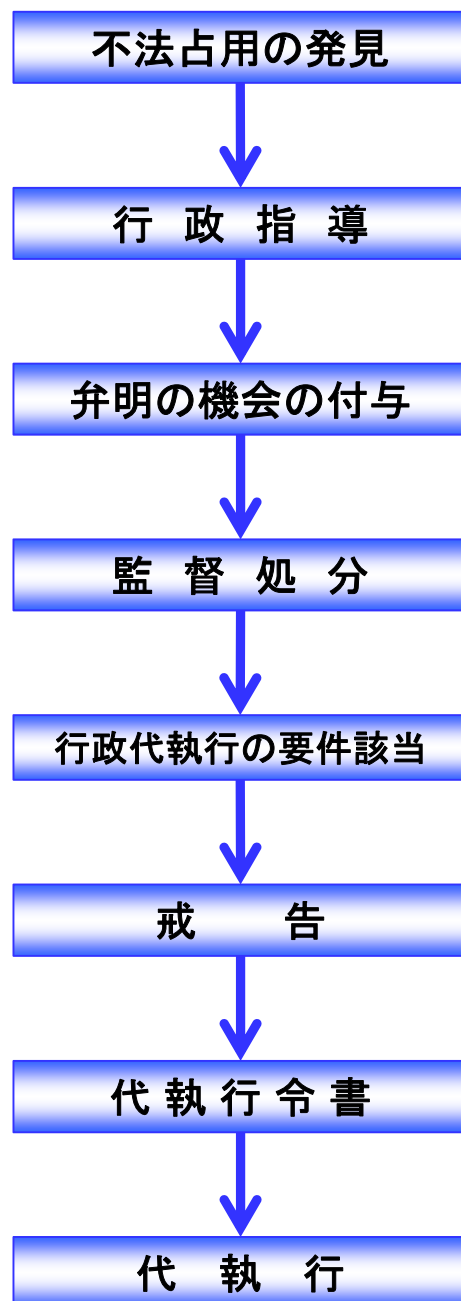 不法占用の発見
行政指導
弁明の機会の付与
監督処分
行政代執行の要件該当
戒告
代執行令書
代執行